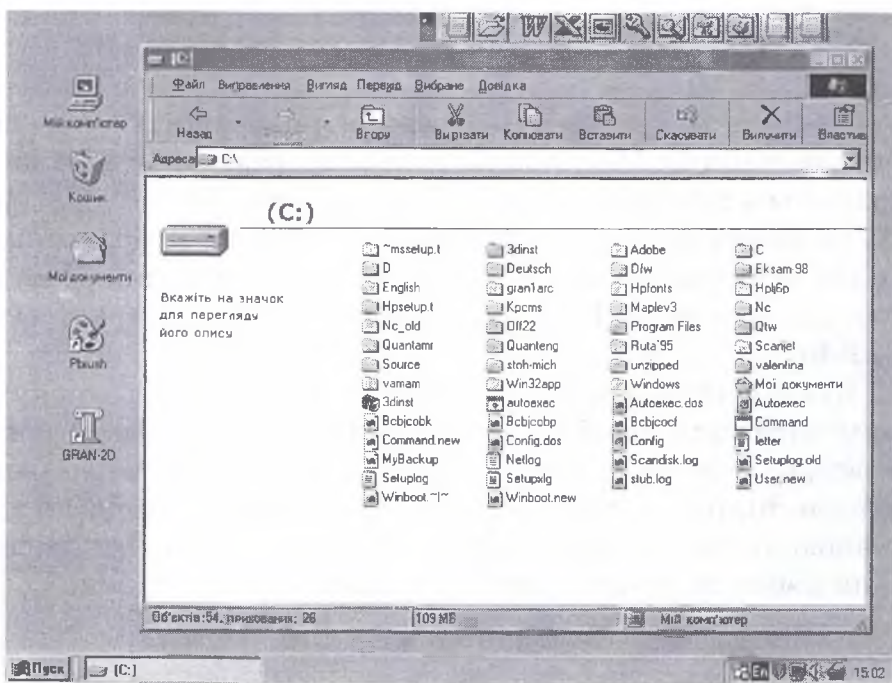 (C:)
Файл Виправлення Вигляд Перехід Вибране Довідка
Назад Вгору Вирізати Копіювати Вставити Скасувати Вилучити Властив
Адреса C:\
Мій комп'ютер
Кошик
Мої документи
Pbrush
GRAN-2D
(C:)
Вкажіть на значок
для перегляду
його опису
~mssetup.t 3dinst Adobe C
D Deutsch Dfw Eksam 98
English gran1arc Hpfonts Hplj6p
Hpsetup.t Kpcms Maplev3 Nc
Nc_old Off22 Program Files Qtw
Quantamr Quanteng Ruta`95 Scanjet
Source stoh-mich unzipped valentina
vamam Win32app Windows Мої документи
3dinst autoexec Autoexec.dos Autoexec
Bcbjcobk Bcbjcobp Bcbjcocf Command
Command.new Config.dos Config letter
MyBackup Netlog Scandisk.log Setuplog.old
Setuplog Setupxlg stub.log User.new
Winboot.~|~ Winboot.new
Об'єктів:54, прихованих: 26 109 MB Мій комп'ютер
Пуск (C:) En 15:02